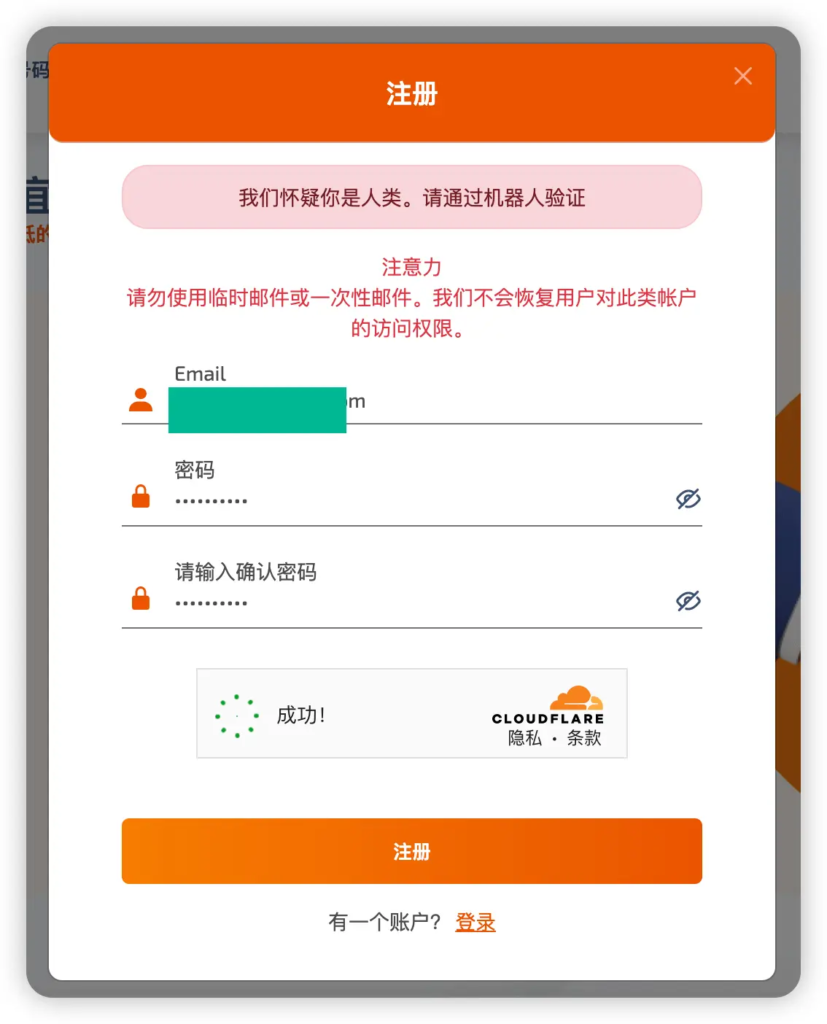 号码
注册
我们怀疑你是人类。请通过机器人验证
注意力
请勿使用临时邮件或一次性邮件。我们不会恢复用户对此类帐户
的访问权限。
Email
om
密码
请输入确认密码
成功!
CLOUDFLARE
隐私 · 条款
注册
有一个账户? 登录